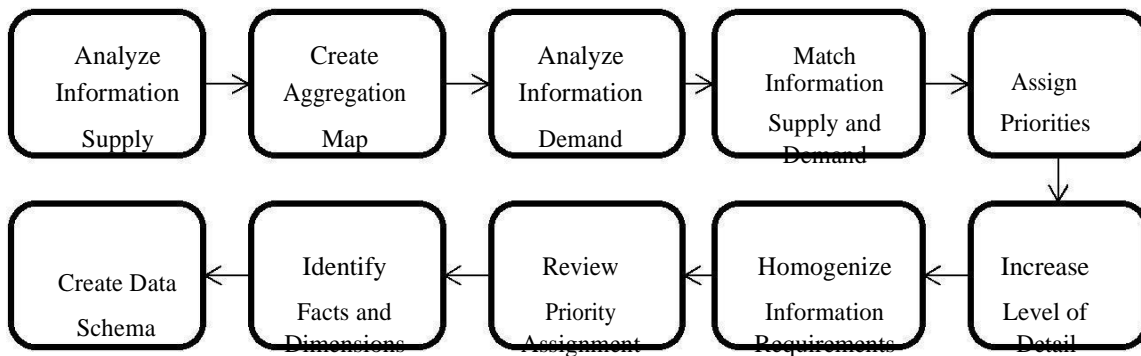 Analyze
Information
Supply
Create
Aggregation
Map
Analyze
Information
Demand
Match
Information
Supply and
Demand
Assign
Priorities
Increase
Level of
Detail
Homogenize
Information
Requirements
Review
Priority
Assignment
Identify
Facts and
Dimensions
Create Data
Schema